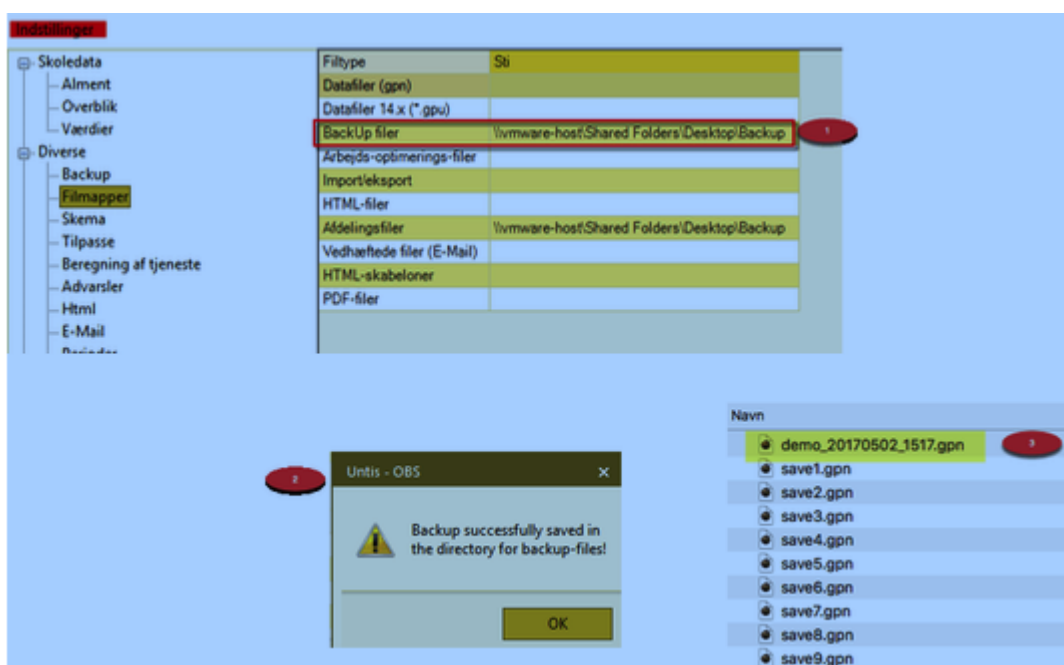 Indstillinger
Skoledata
Alment
Overblik
Værdier
Diverse
Backup
Filmapper
Skema
Tilpasse
Beregning af tjeneste
Advarsler
Html
E-Mail
Perioder
Filtype Sti
Datafiler (gpn)
Datafiler 14.x (*.gpu)
BackUp filer \\vmware-host\Shared Folders\Desktop\Backup 1
Arbejds-optimerings-filer
Import/eksport
HTML-filer
Afdelingsfiler \\vmware-host\Shared Folders\Desktop\Backup
Vedhæftede filer (E-Mail)
HTML-skabeloner
PDF-filer
2
Untis - OBS ×
Backup successfully saved in
the directory for backup-files!
OK
Navn
demo_20170502_1517.gpn 3
save1.gpn
save2.gpn
save3.gpn
save4.gpn
save5.gpn
save6.gpn
save7.gpn
save8.gpn
save9.gpn